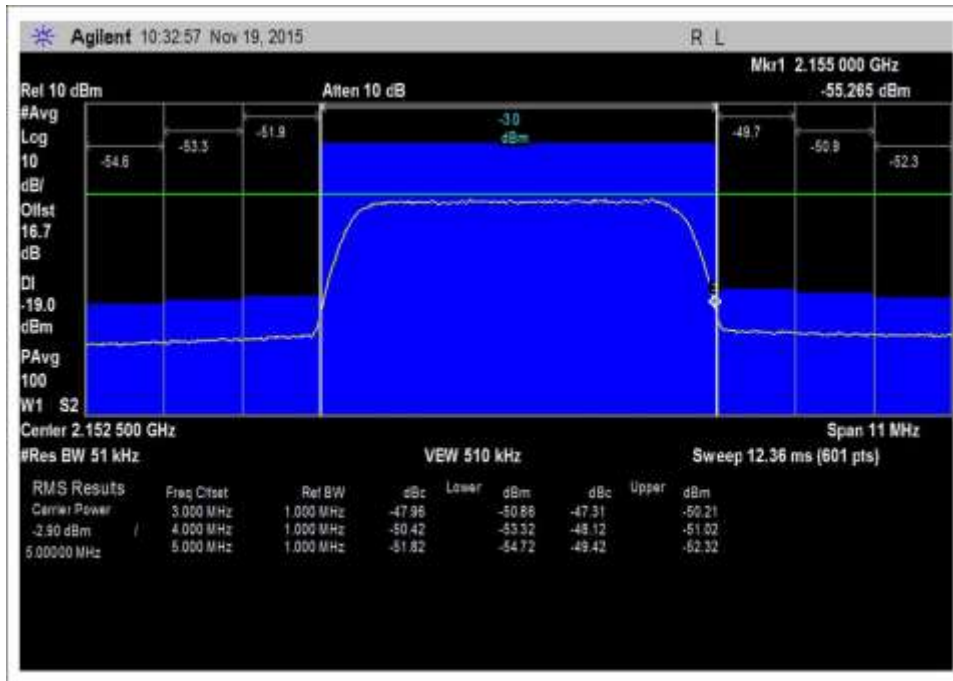 Agilent 10:32:57 Nov 19, 2015 R L
Mkr1 2.155 000 GHz
Ref 10 dBm Atten 10 dB -55.265 dBm
#Avg
Log
10
dB/
Offst
16.7
dB
DI
-19.0
dBm
PAvg
100
W1 S2
-54.6 -53.3 -51.9 -3.0 dBm -49.7 -50.9 -52.3
Center 2.152 500 GHz Span 11 MHz
#Res BW 51 kHz VBW 510 kHz Sweep 12.36 ms (601 pts)
RMS Results Freq Offset Ref BW dBc Lower dBm dBc Upper dBm
Carrier Power 3.000 MHz 1.000 MHz -47.96 -50.86 -47.31 -50.21
-2.90 dBm / 4.000 MHz 1.000 MHz -50.42 -53.32 -48.12 -51.02
5.00000 MHz 5.000 MHz 1.000 MHz -51.82 -54.72 -49.42 -52.32